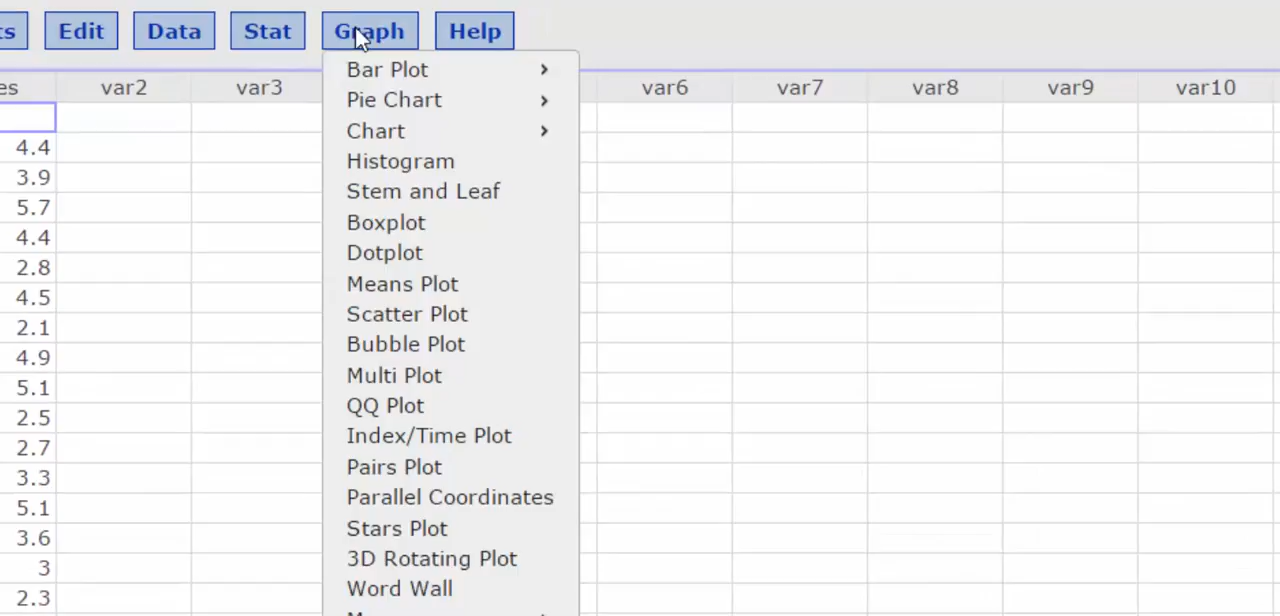 ts Edit Data Stat Graph Help
es var2 var3 var6 var7 var8 var9 var10
Bar Plot
Pie Chart
Chart
Histogram
Stem and Leaf
Boxplot
Dotplot
Means Plot
Scatter Plot
Bubble Plot
Multi Plot
QQ Plot
Index/Time Plot
Pairs Plot
Parallel Coordinates
Stars Plot
3D Rotating Plot
Word Wall
4.4
3.9
5.7
4.4
2.8
4.5
2.1
4.9
5.1
2.5
2.7
3.3
5.1
3.6
3
2.3